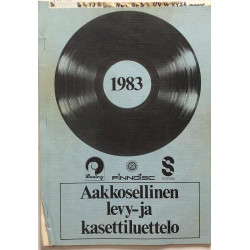 1983
FINNDISC
S
Aakkosellinen
levy-ja
kasettiluettelo